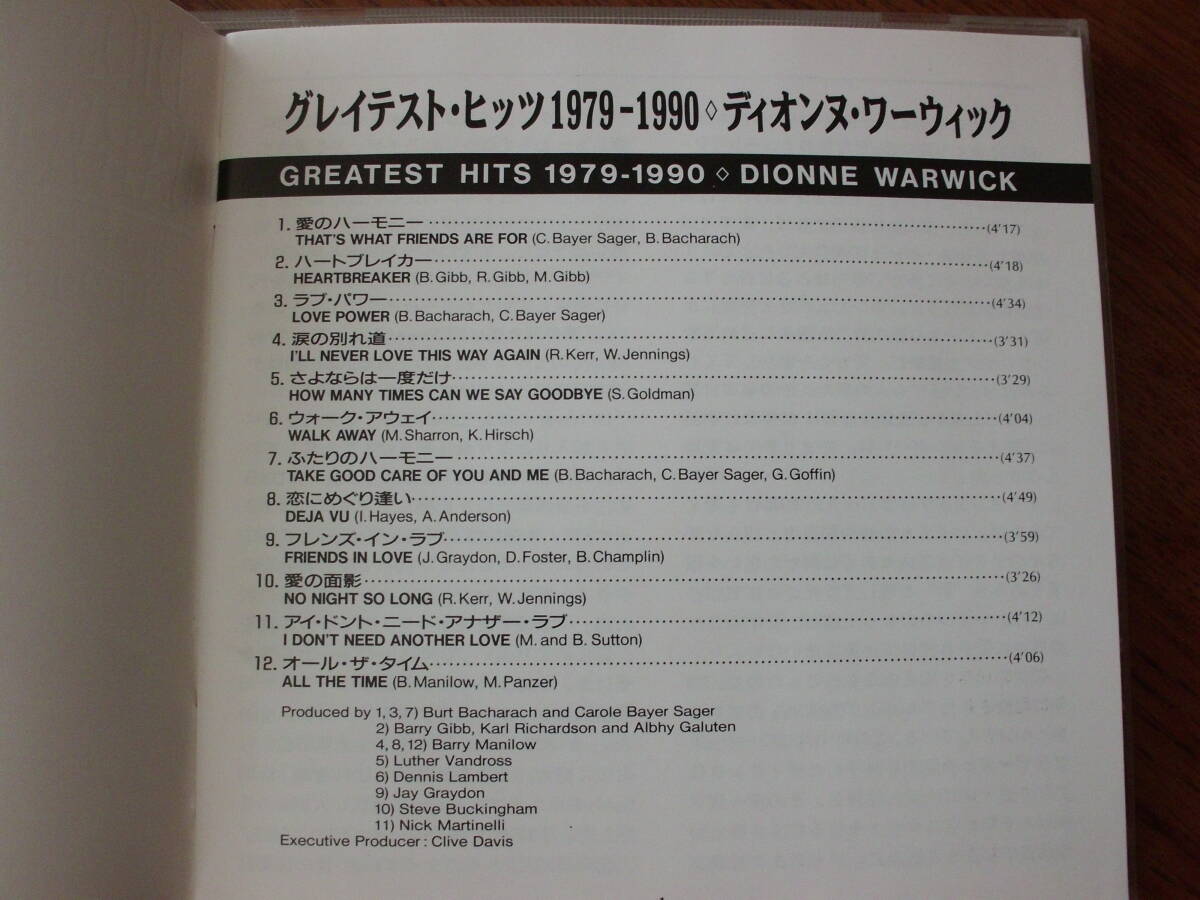 グレイテスト・ヒッツ1979-1990◇ディオンヌ・ワーウィック
GREATEST HITS 1979-1990 ◇ DIONNE WARWICK
1. 愛のハーモニー (4'17)
THAT'S WHAT FRIENDS ARE FOR (C. Bayer Sager, B. Bacharach)
2. ハートブレイカー (4'18)
HEARTBREAKER (B. Gibb, R. Gibb, M. Gibb)
3. ラブ・パワー (4'34)
LOVE POWER (B. Bacharach, C. Bayer Sager)
4. 涙の別れ道 (3'31)
I'LL NEVER LOVE THIS WAY AGAIN (R. Kerr, W. Jennings)
5. さよならは一度だけ (3'29)
HOW MANY TIMES CAN WE SAY GOODBYE (S. Goldman)
6. ウォーク・アウェイ (4'04)
WALK AWAY (M. Sharron, K. Hirsch)
7. ふたりのハーモニー (4'37)
TAKE GOOD CARE OF YOU AND ME (B. Bacharach, C. Bayer Sager, G. Goffin)
8. 恋にめぐり逢い (4'49)
DEJA VU (I. Hayes, A. Anderson)
9. フレンズ・イン・ラブ (3'59)
FRIENDS IN LOVE (J. Graydon, D. Foster, B. Champlin)
10. 愛の面影 (3'26)
NO NIGHT SO LONG (R. Kerr, W. Jennings)
11. アイ・ドント・ニード・アナザー・ラブ (4'12)
I DON'T NEED ANOTHER LOVE (M. and B. Sutton)
12. オール・ザ・タイム (4'06)
ALL THE TIME (B. Manilow, M. Panzer)
Produced by 1, 3, 7) Burt Bacharach and Carole Bayer Sager
2) Barry Gibb, Karl Richardson and Albhy Galuten
4, 8, 12) Barry Manilow
5) Luther Vandross
6) Dennis Lambert
9) Jay Graydon
10) Steve Buckingham
11) Nick Martinelli
Executive Producer : Clive Davis